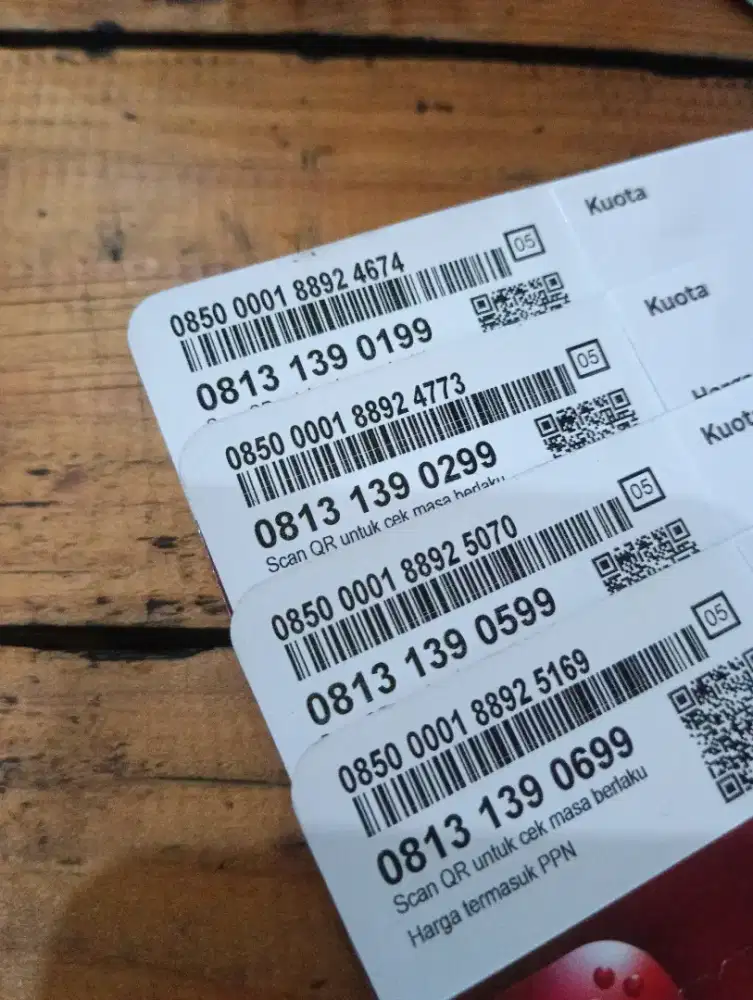 Kuota
0850 0001 8892 4674
05
0813 139 0199
Kuota
0850 0001 8892 4773
05
0813 139 0299
Scan QR untuk cek masa berlaku
0850 0001 8892 5070
05
0813 139 0599
0850 0001 8892 5169
05
0813 139 0699
Scan QR untuk cek masa berlaku
Harga termasuk PPN